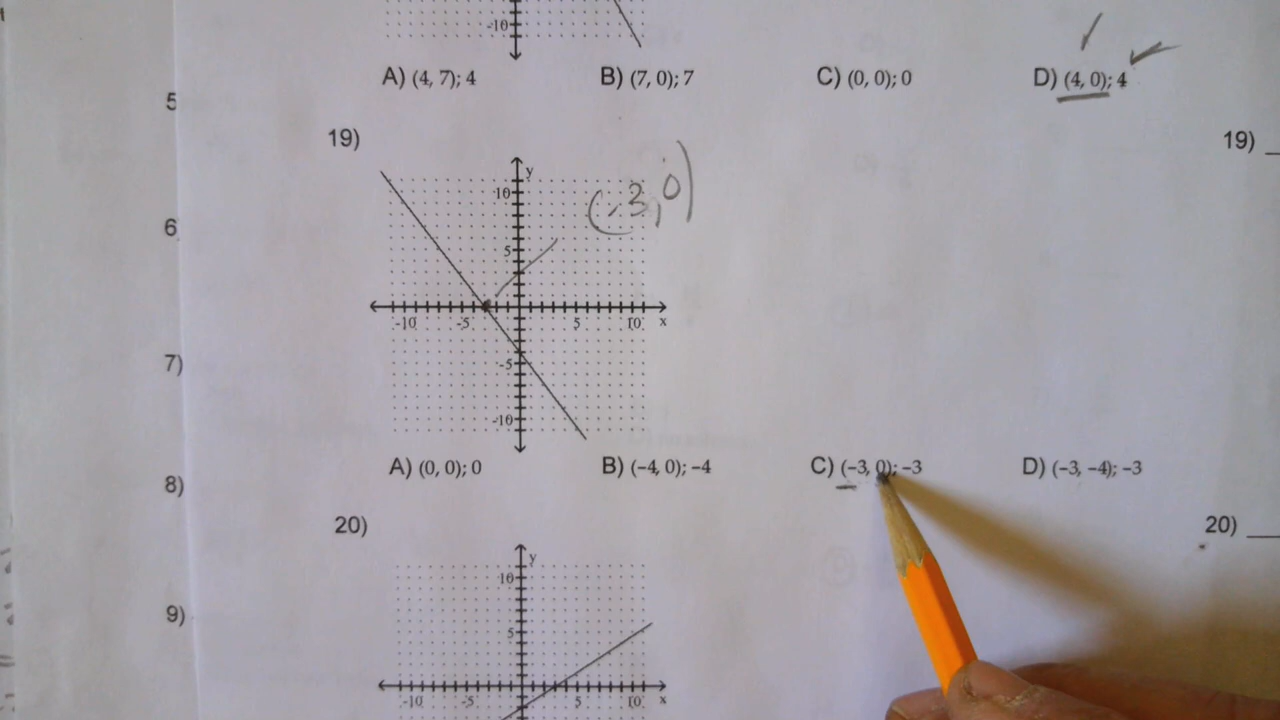 -10
A) (4, 7); 4 B) (7, 0); 7 C) (0, 0); 0 D) (4, 0); 4
5
19) 19)
y
10
(-3, 0)
6
5
-10 -5 5 10 x
7)
-5
-10
A) (0, 0); 0 B) (−4, 0); −4 C) (−3, 0); −3 D) (−3, −4); −3
8)
20) 20)
y
10
9)
5
-10 -5 5 10 x